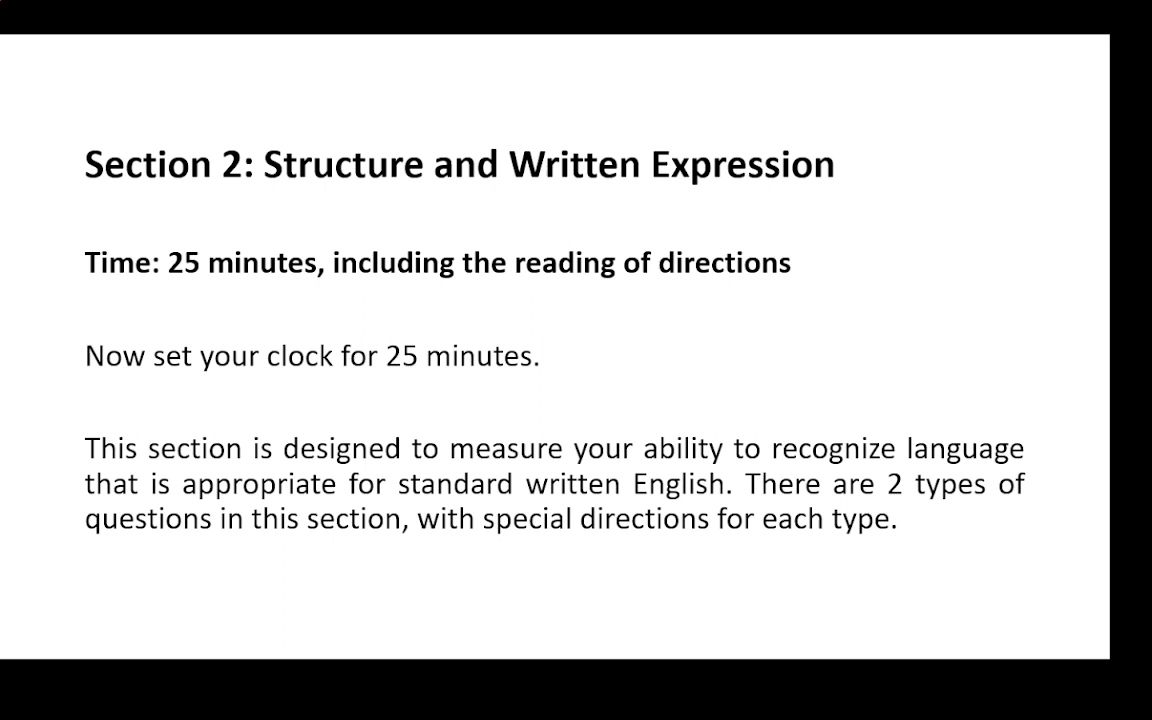 Section 2: Structure and Written Expression
Time: 25 minutes, including the reading of directions
Now set your clock for 25 minutes.
This section is designed to measure your ability to recognize language
that is appropriate for standard written English. There are 2 types of
questions in this section, with special directions for each type.